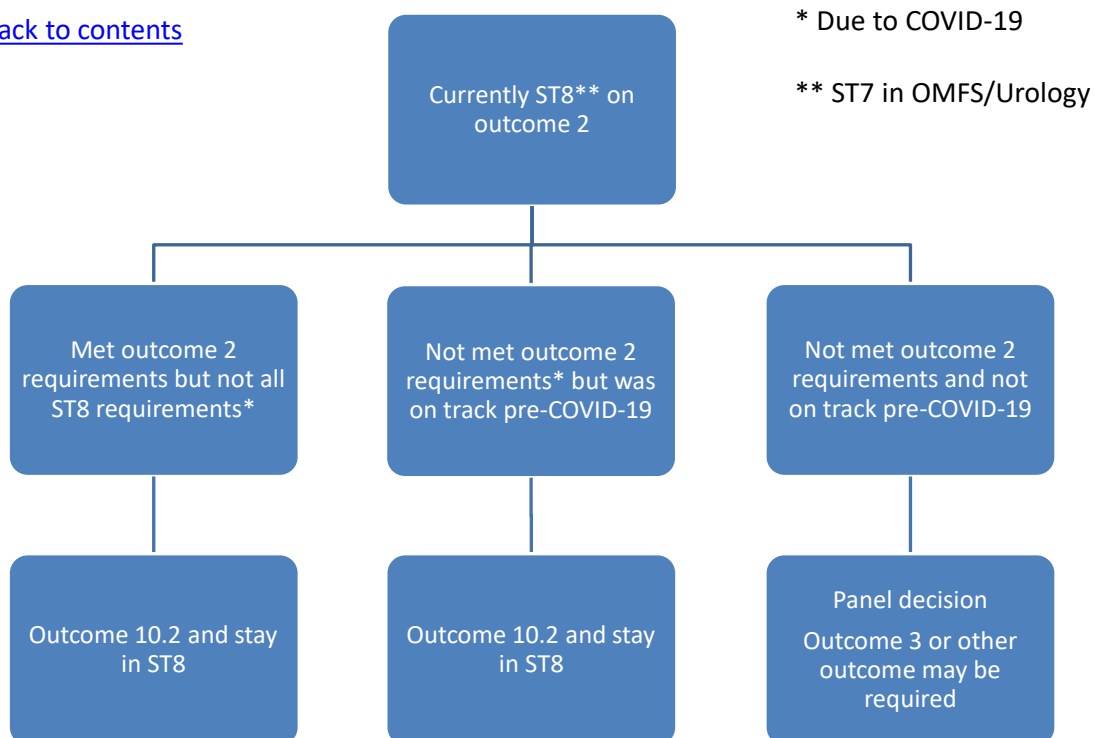 ack to contents
* Due to COVID-19
** ST7 in OMFS/Urology
Currently ST8** on
outcome 2
Met outcome 2
requirements but not all
ST8 requirements*
Not met outcome 2
requirements* but was
on track pre-COVID-19
Not met outcome 2
requirements and not
on track pre-COVID-19
Outcome 10.2 and stay
in ST8
Outcome 10.2 and stay
in ST8
Panel decision
Outcome 3 or other
outcome may be
required